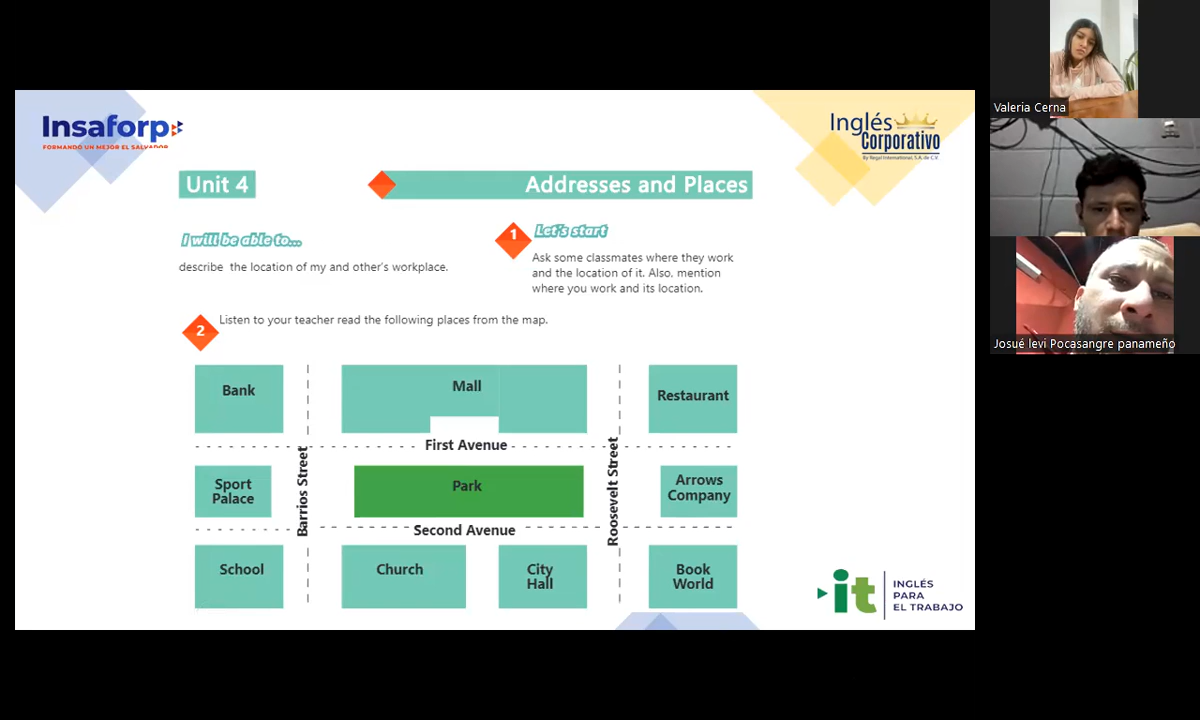 Insaforp
FORMANDO UN MEJOR EL SALVADOR
Inglés
Corporativo
By Regal International, S.A. de C.V.
Unit 4
Addresses and Places
I will be able to...
describe the location of my and other's workplace.
1
Let's start
Ask some classmates where they work
and the location of it. Also, mention
where you work and its location.
2
Listen to your teacher read the following places from the map.
Bank
Mall
Restaurant
First Avenue
Sport
Palace
Barrios Street
Park
Roosevelt Street
Arrows
Company
Second Avenue
School
Church
City
Hall
Book
World
it
INGLÉS
PARA
EL TRABAJO
Valeria Cerna
Josué levi Pocasangre panameño